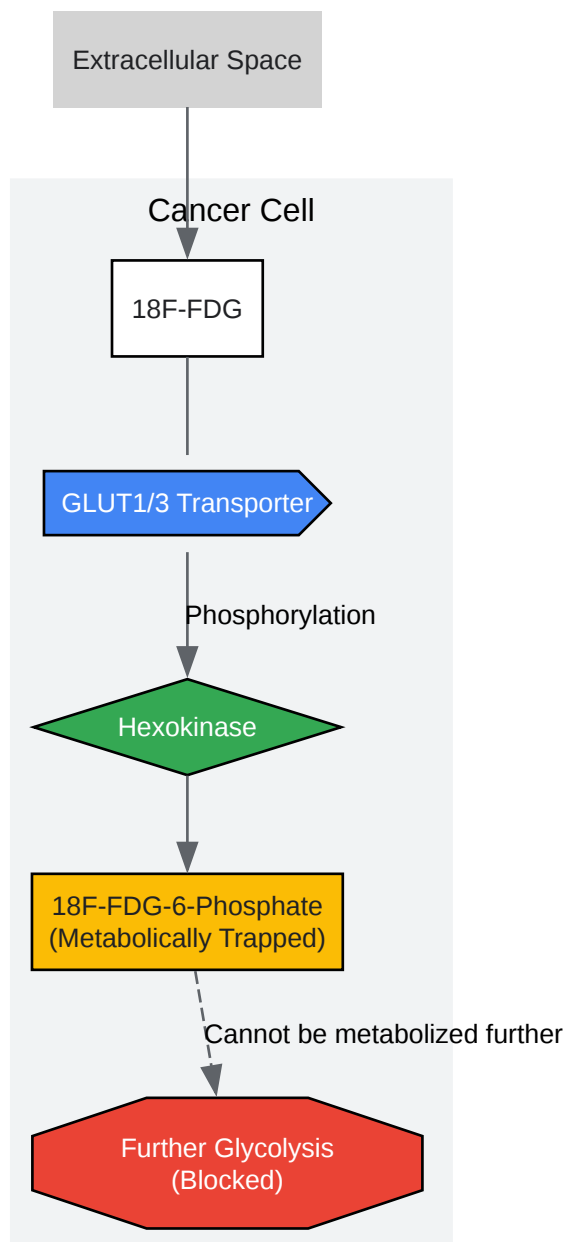 Extracellular Space
Cancer Cell
18F-FDG
GLUT1/3 Transporter
Phosphorylation
Hexokinase
18F-FDG-6-Phosphate
(Metabolically Trapped)
Cannot be metabolized further
Further Glycolysis
(Blocked)